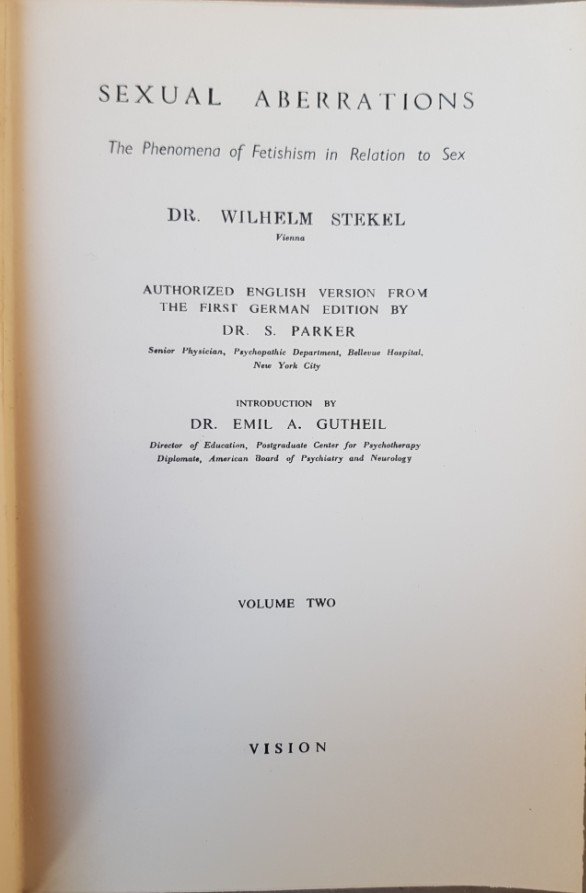 SEXUAL ABERRATIONS
The Phenomena of Fetishism in Relation to Sex
DR. WILHELM STEKEL
Vienna
AUTHORIZED ENGLISH VERSION FROM
THE FIRST GERMAN EDITION BY
DR. S. PARKER
Senior Physician, Psychopathic Department, Bellevue Hospital,
New York City
INTRODUCTION BY
DR. EMIL A. GUTHEIL
Director of Education, Postgraduate Center for Psychotherapy
Diplomate, American Board of Psychiatry and Neurology
VOLUME TWO
VISION